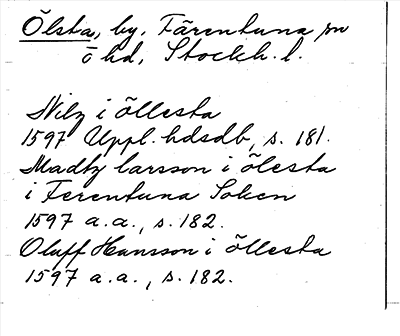 Ölsta, by, Färentuna sn
o hd, Stockh. l.
Nilz i öllesta
1597 Uppl. hdsdb, s. 181.
Madtz larsson i ölesta
i Ferentuna Soken
1597 a.a., s. 182.
Oluff Hansson i öllesta
1597 a.a., s. 182.